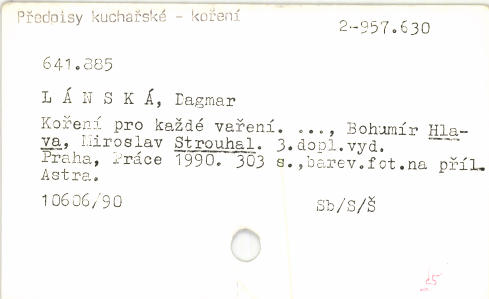 Předpisy kuchařské - koření
2-957.630
641.885
L Á N S K Á, Dagmar
Koření pro každé vaření. ..., Bohumír Hla-
va, Miroslav Strouhal. 3.dopl.vyd.
Praha, Práce 1990. 303 s.,barev.fot.na příl.
Astra.
10606/90
Sb/S/Š